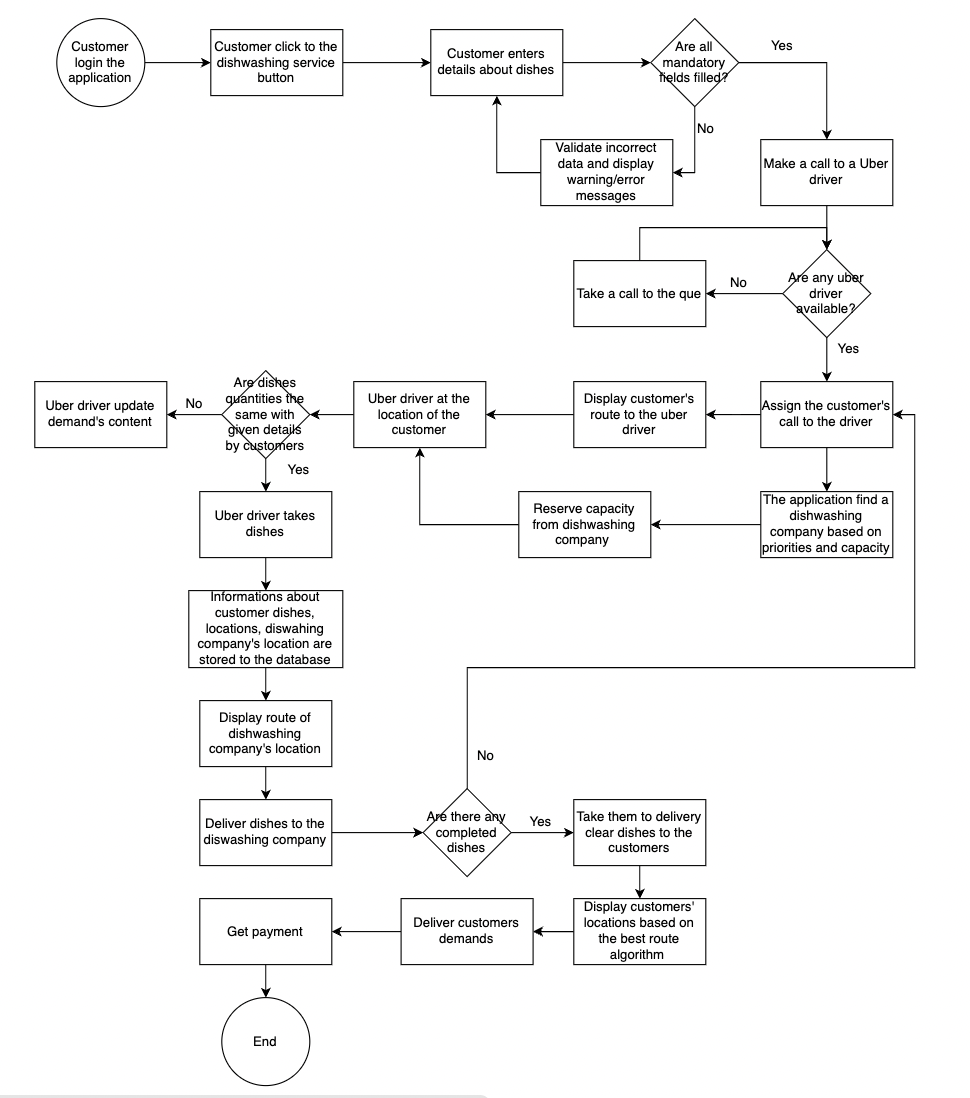 Customer
login the
application
Customer click to the
dishwashing service
button
Customer enters
details about dishes
Are all
mandatory
fields filled?
Yes
No
Validate incorrect
data and display
warning/error
messages
Make a call to a Uber
driver
Are any uber
driver
available?
No
Take a call to the que
Yes
Assign the customer's
call to the driver
Display customer's
route to the uber
driver
Uber driver at the
location of the
customer
Are dishes
quantities the
same with
given details
by customers
No
Uber driver update
demand's content
Yes
The application find a
dishwashing
company based on
priorities and capacity
Reserve capacity
from dishwashing
company
Uber driver takes
dishes
Informations about
customer dishes,
locations, diswahing
company's location are
stored to the database
Display route of
dishwashing
company's location
Deliver dishes to the
diswashing company
Are there any
completed
dishes
No
Yes
Take them to delivery
clear dishes to the
customers
Display customers'
locations based on
the best route
algorithm
Deliver customers
demands
Get payment
End